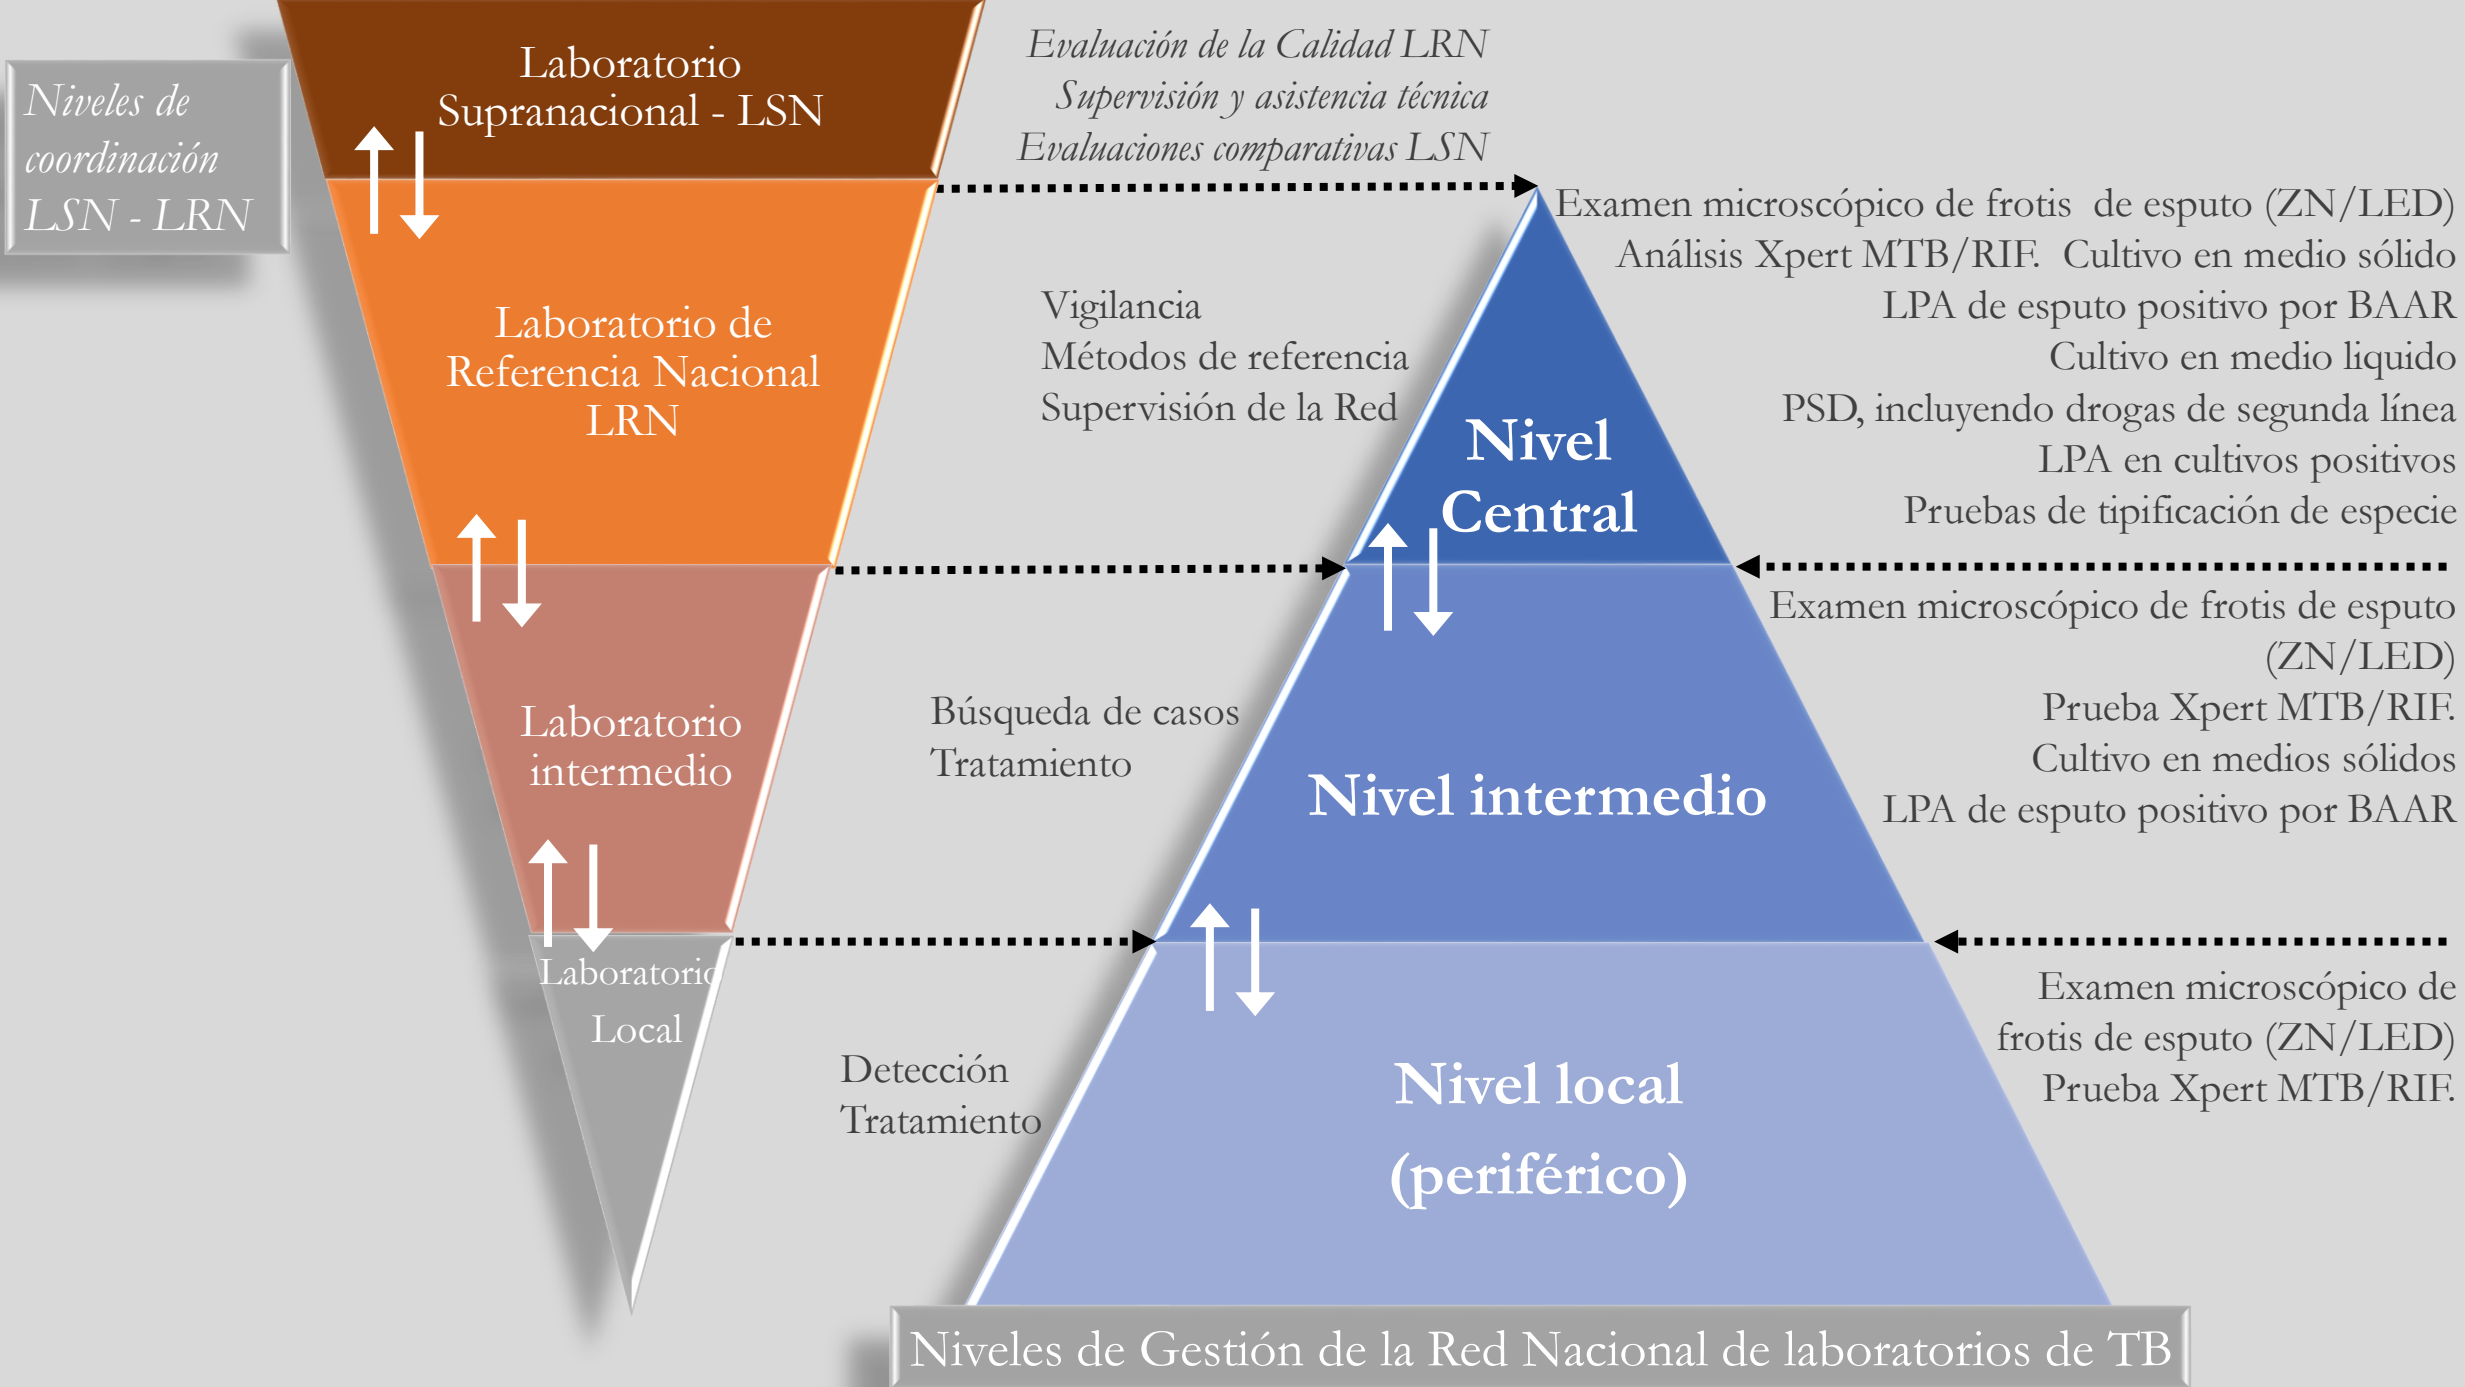 Niveles de
coordinación
LSN - LRN
Laboratorio
Supranacional - LSN
Laboratorio de
Referencia Nacional
LRN
Laboratorio
intermedio
Laboratorio
Local
Evaluación de la Calidad LRN
Supervisión y asistencia técnica
Evaluaciones comparativas LSN
Vigilancia
Métodos de referencia
Supervisión de la Red
Búsqueda de casos
Tratamiento
Detección
Tratamiento
Nivel
Central
Nivel intermedio
Nivel local
(periférico)
Examen microscópico de frotis de esputo (ZN/LED)
Análisis Xpert MTB/RIF. Cultivo en medio sólido
LPA de esputo positivo por BAAR
Cultivo en medio liquido
PSD, incluyendo drogas de segunda línea
LPA en cultivos positivos
Pruebas de tipificación de especie
Examen microscópico de frotis de esputo
(ZN/LED)
Prueba Xpert MTB/RIF.
Cultivo en medios sólidos
LPA de esputo positivo por BAAR
Examen microscópico de
frotis de esputo (ZN/LED)
Prueba Xpert MTB/RIF.
Niveles de Gestión de la Red Nacional de laboratorios de TB